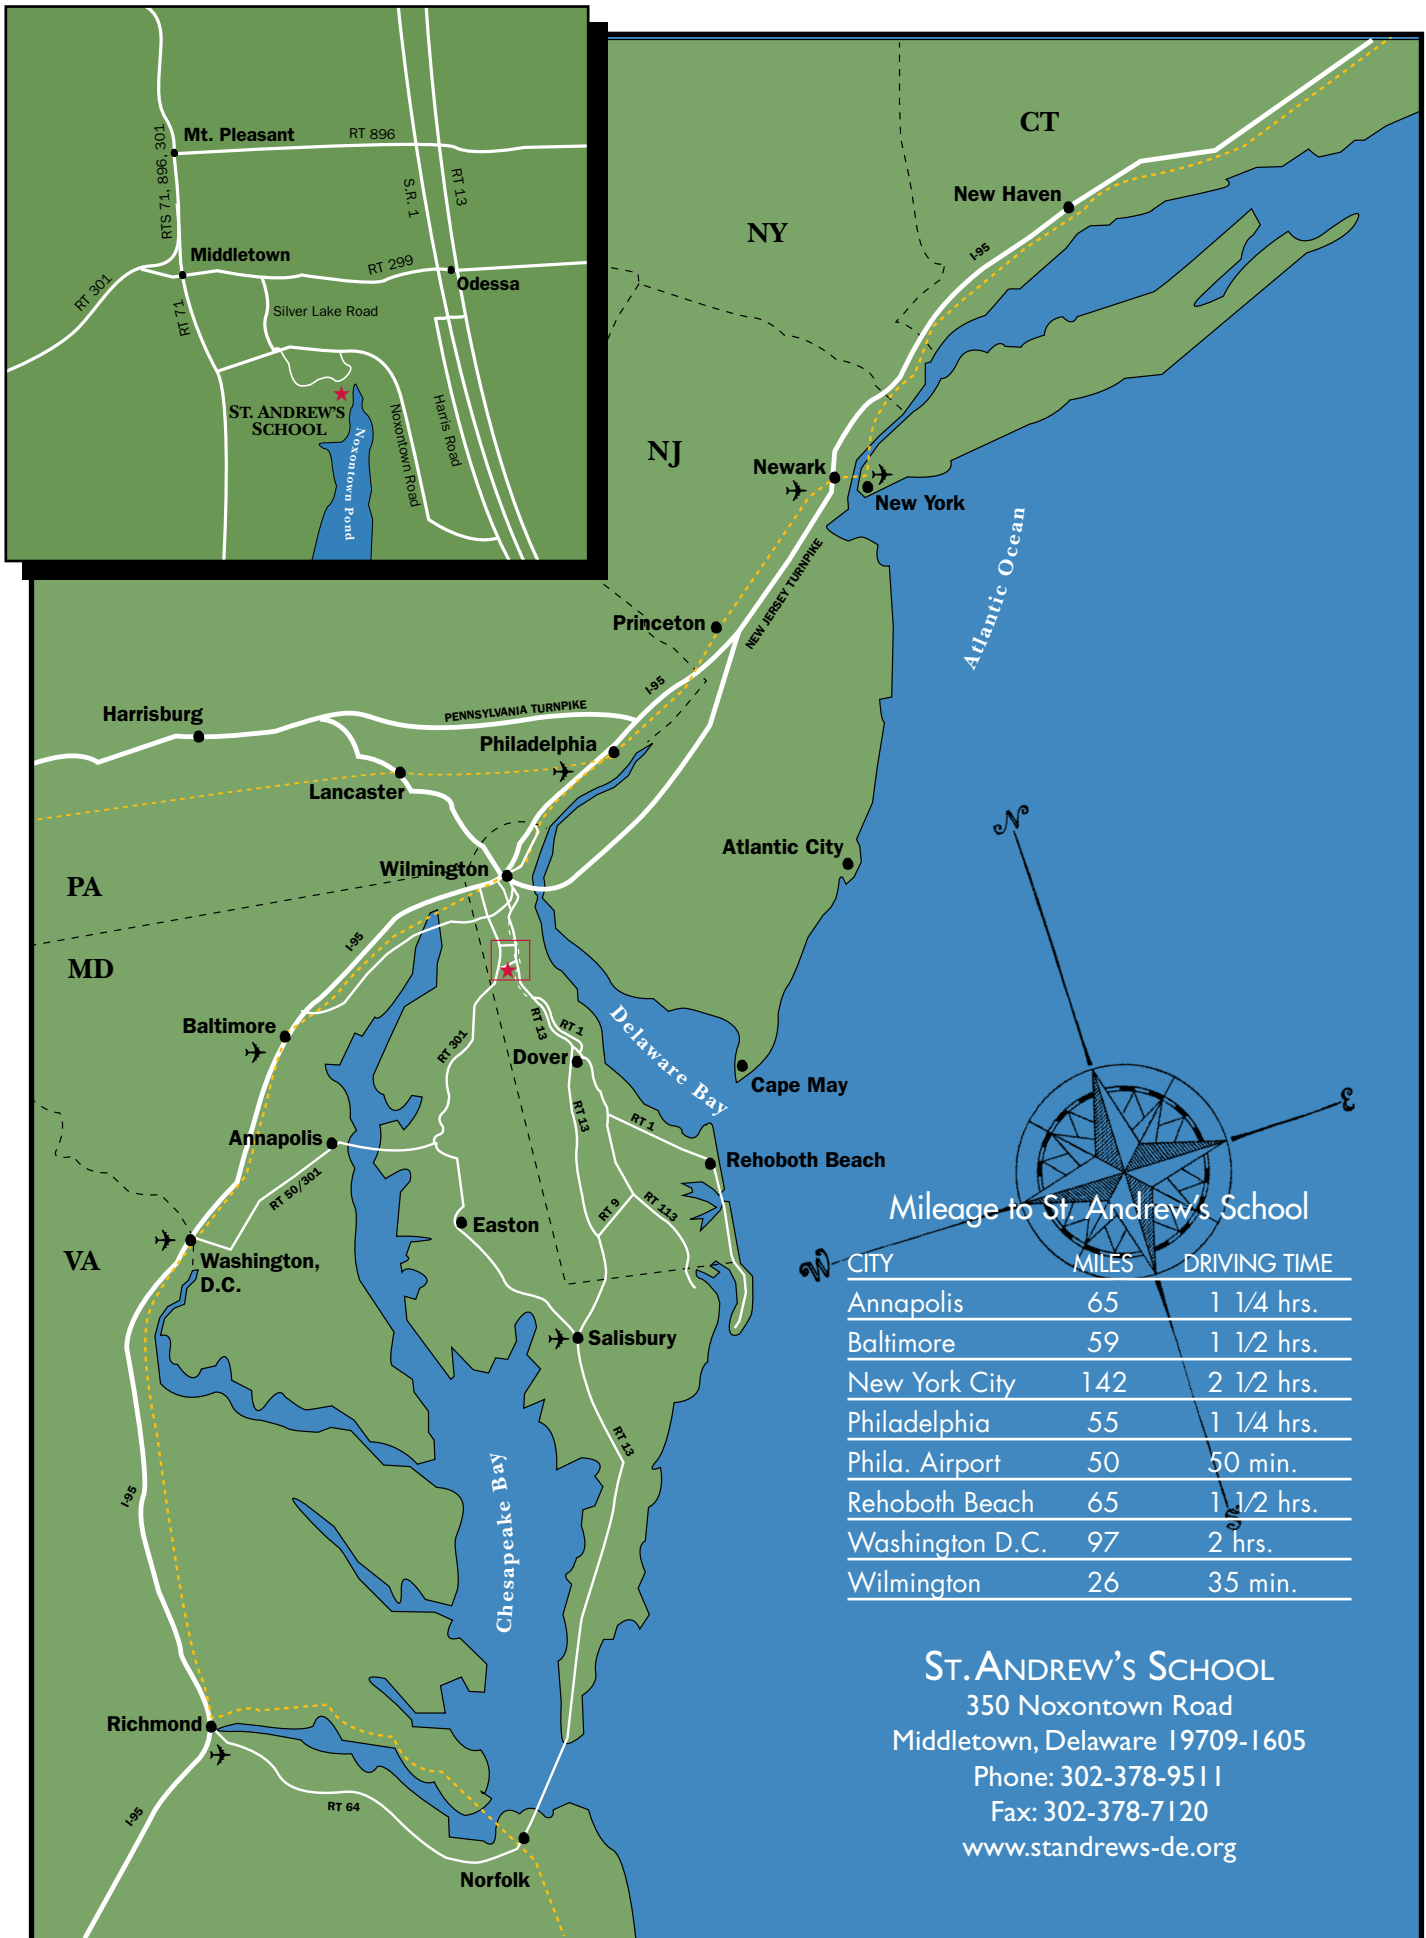 Mt. Pleasant
RT 896
RTS 71, 896, 301
S.R. 1
RT 13
Middletown
RT 299
Odessa
RT 301
RT 71
Silver Lake Road
ST. ANDREW'S
SCHOOL
Noxontown Pond
Noxontown Road
Harris Road
CT
New Haven
NY
I-95
NJ
Newark
New York
Atlantic Ocean
NEW JERSEY TURNPIKE
Princeton
I-95
Harrisburg
PENNSYLVANIA TURNPIKE
Philadelphia
Lancaster
N
Atlantic City
Wilmington
PA
I-95
MD
Baltimore
RT 301
RT 13
RT 1
Dover
Delaware Bay
Cape May
E
Annapolis
RT 13
RT 1
Rehoboth Beach
RT 50/301
Easton
RT 9
RT 113
VA
Washington,
D.C.
W
Salisbury
RT 13
I-95
Chesapeake Bay
S
Mileage to St. Andrew's School
CITY MILES DRIVING TIME
Annapolis 65 1 1/4 hrs.
Baltimore 59 1 1/2 hrs.
New York City 142 2 1/2 hrs.
Philadelphia 55 1 1/4 hrs.
Phila. Airport 50 50 min.
Rehoboth Beach 65 1 1/2 hrs.
Washington D.C. 97 2 hrs.
Wilmington 26 35 min.
ST. ANDREW'S SCHOOL
350 Noxontown Road
Middletown, Delaware 19709-1605
Phone: 302-378-9511
Fax: 302-378-7120
www.standrews-de.org
Richmond
I-95
RT 64
Norfolk